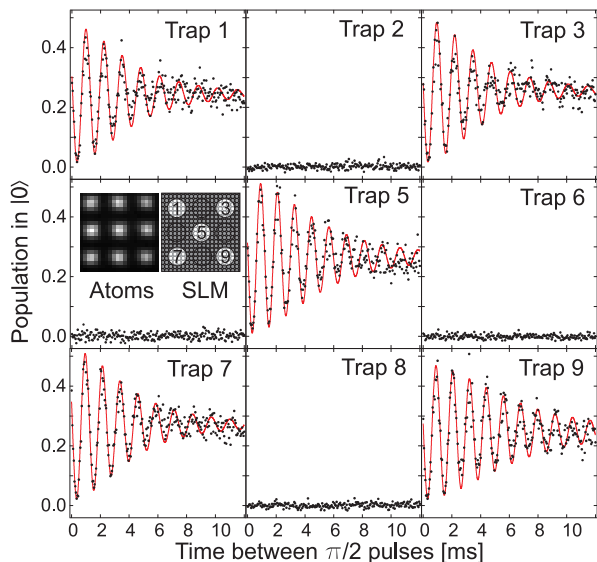 Trap 1
Trap 2
Trap 3
0.4
0.2
0.0
1
3
5
7
9
Atoms
SLM
Trap 5
Trap 6
0.4
0.2
0.0
Trap 7
Trap 8
Trap 9
0.4
0.2
0.0
0 2 4 6 8 10
0 2 4 6 8 10
0 2 4 6 8 10 12
Population in |0⟩
Time between π/2 pulses [ms]